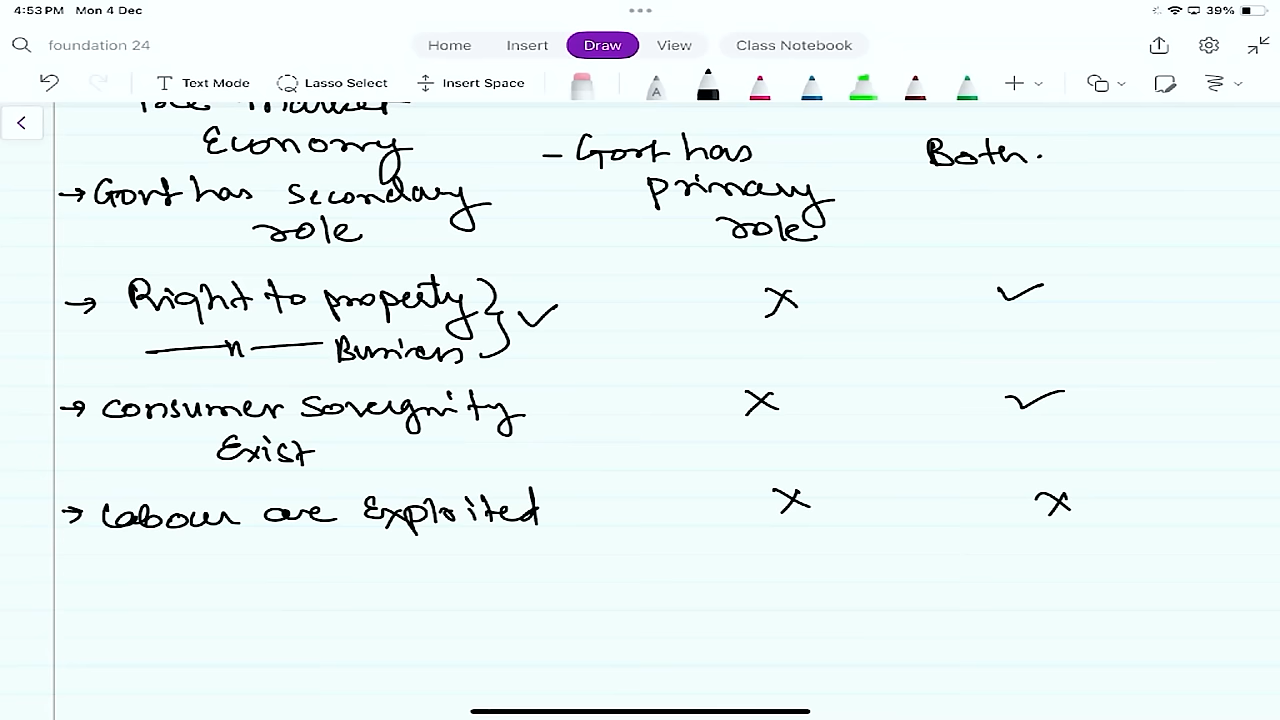 4:53 PM Mon 4 Dec
39%
foundation 24
Home Insert Draw View Class Notebook
Text Mode Lasso Select Insert Space
Market
Economy
- Govt has
primary
role
Both.
→ Govt has secondary
role
→ Right to property
— " — Business
→ Consumer Soveignity
Exist
→ Labour are Exploited